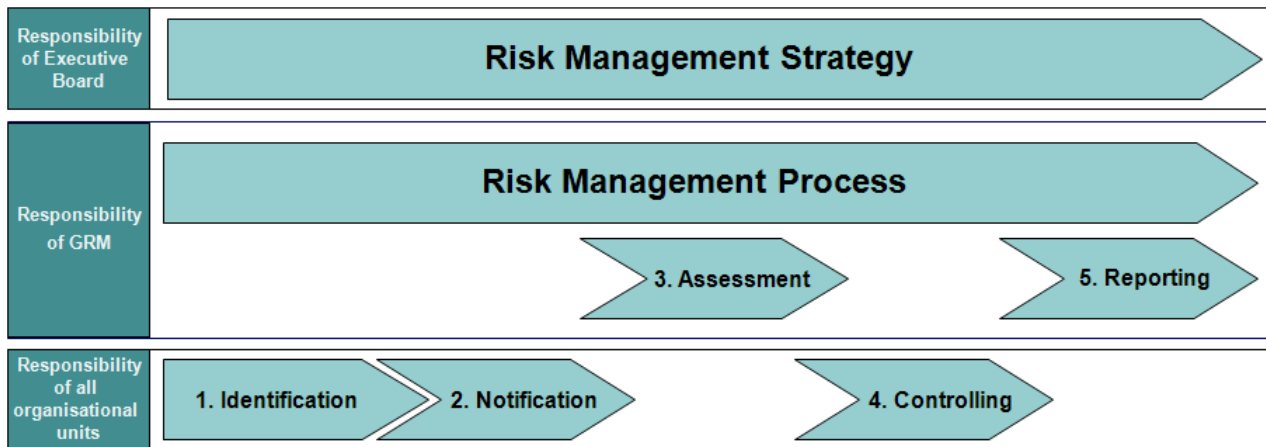 Responsibility
of Executive
Board
Risk Management Strategy
Responsibility
of GRM
Risk Management Process
3. Assessment
5. Reporting
Responsibility
of all
organisational
units
1. Identification
2. Notification
4. Controlling